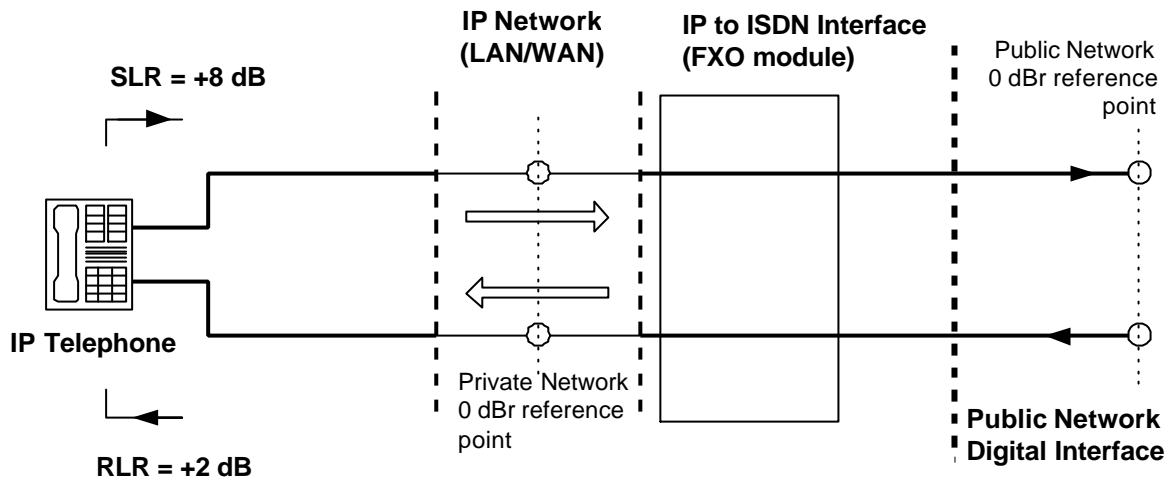 IP Network
(LAN/WAN)
IP to ISDN Interface
(FXO module)
Public Network
0 dBr reference
point
SLR = +8 dB
IP Telephone
Private Network
0 dBr reference
point
RLR = +2 dB
Public Network
Digital Interface